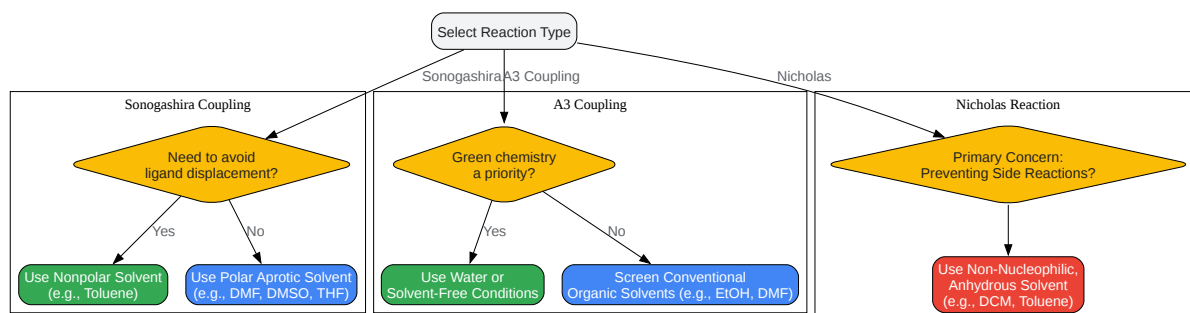 Select Reaction Type
Sonogashira
A3 Coupling
Nicholas
Sonogashira Coupling
A3 Coupling
Nicholas Reaction
Need to avoid
ligand displacement?
Green chemistry
a priority?
Primary Concern:
Preventing Side Reactions?
Yes
No
Yes
No
Use Nonpolar Solvent
(e.g., Toluene)
Use Polar Aprotic Solvent
(e.g., DMF, DMSO, THF)
Use Water or
Solvent-Free Conditions
Screen Conventional
Organic Solvents (e.g., EtOH, DMF)
Use Non-Nucleophilic,
Anhydrous Solvent
(e.g., DCM, Toluene)